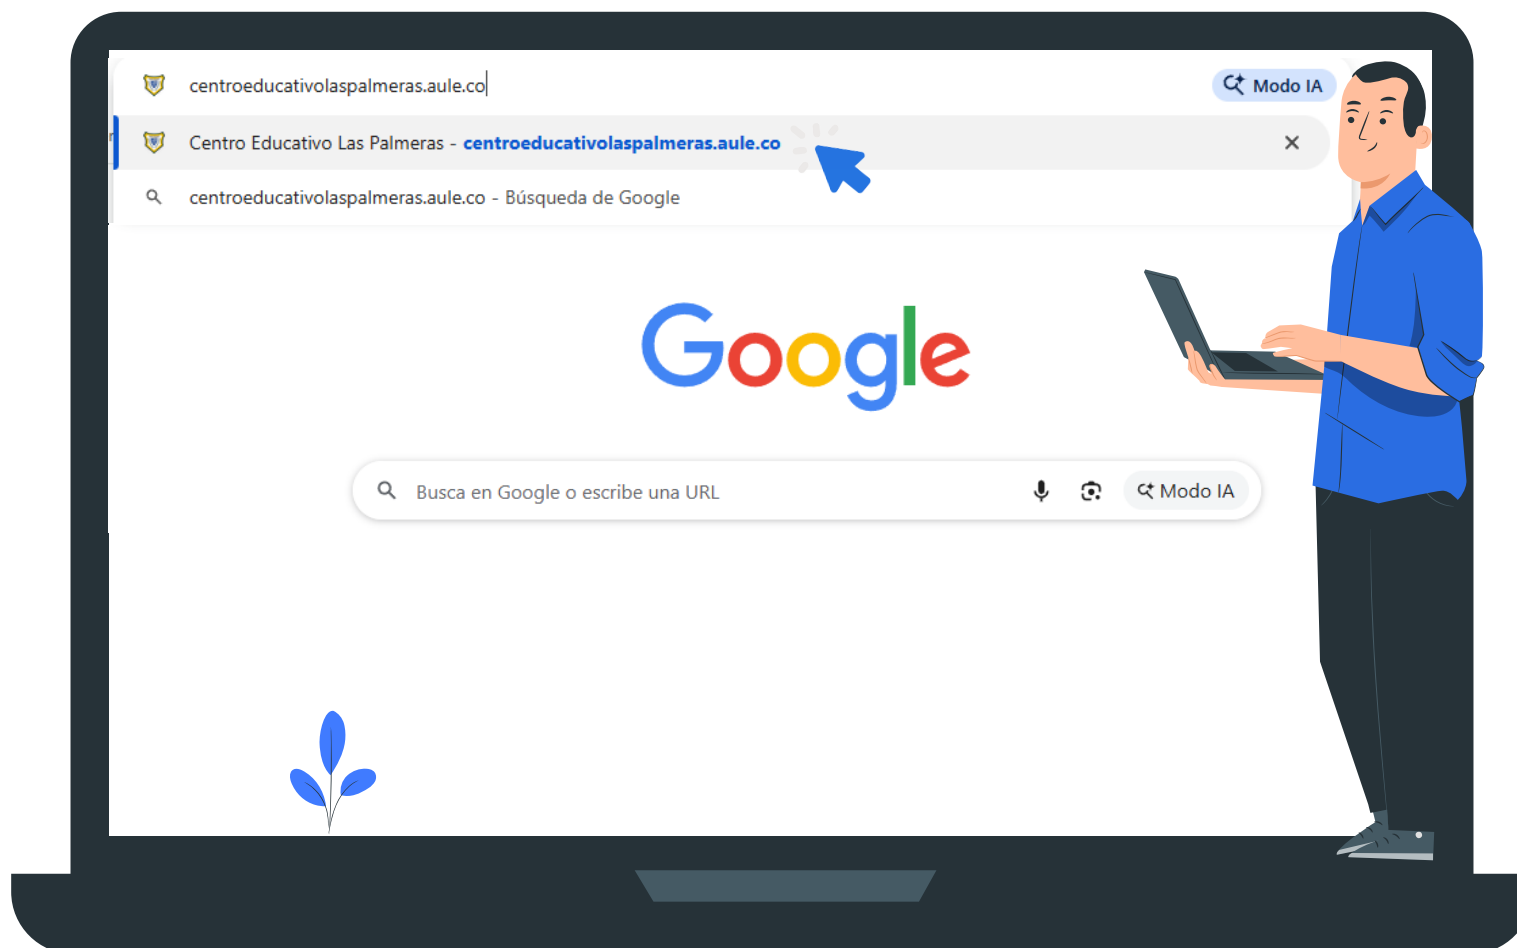 centroeducativolaspalmeras.aule.co
Modo IA
Centro Educativo Las Palmeras - centroeducativolaspalmeras.aule.co
centroeducativolaspalmeras.aule.co - Búsqueda de Google
Google
Busca en Google o escribe una URL
Modo IA